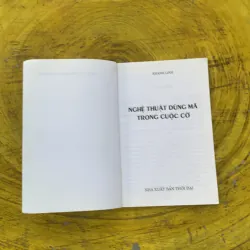 NGHỆ THUẬT DÙNG MÃ
TRONG CUỘC CỜ
NHÀ XUẤT BẢN THỜI ĐẠI